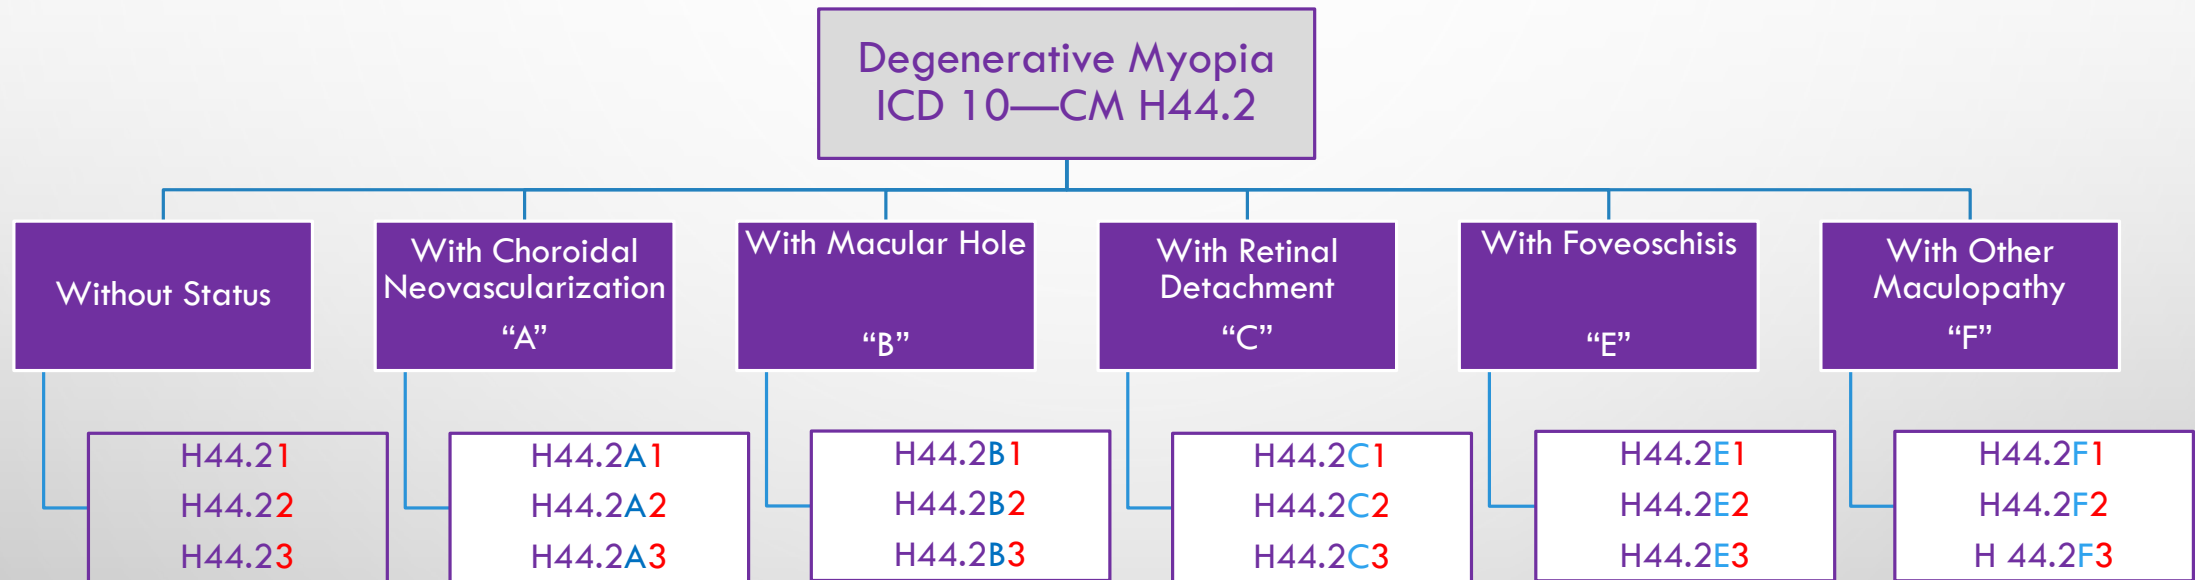 Degenerative Myopia
ICD 10—CM H44.2
Without Status
With Choroidal
Neovascularization
“A”
With Macular Hole
“B”
With Retinal
Detachment
“C”
With Foveoschisis
“E”
With Other
Maculopathy
“F”
H44.21
H44.22
H44.23
H44.2A1
H44.2A2
H44.2A3
H44.2B1
H44.2B2
H44.2B3
H44.2C1
H44.2C2
H44.2C3
H44.2E1
H44.2E2
H44.2E3
H44.2F1
H44.2F2
H 44.2F3